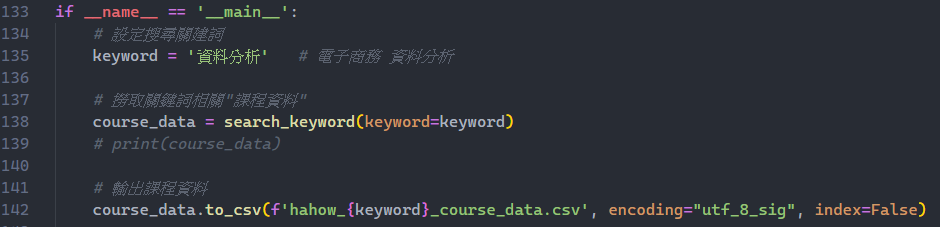 133 if __name__ == '__main__':
134 # 設定搜尋關建詞
135 keyword = '資料分析' # 電子商務 資料分析
136
137 # 撈取關鍵詞相關"課程資料"
138 course_data = search_keyword(keyword=keyword)
139 # print(course_data)
140
141 # 輸出課程資料
142 course_data.to_csv(f'hahow_{keyword}_course_data.csv', encoding="utf_8_sig", index=False)